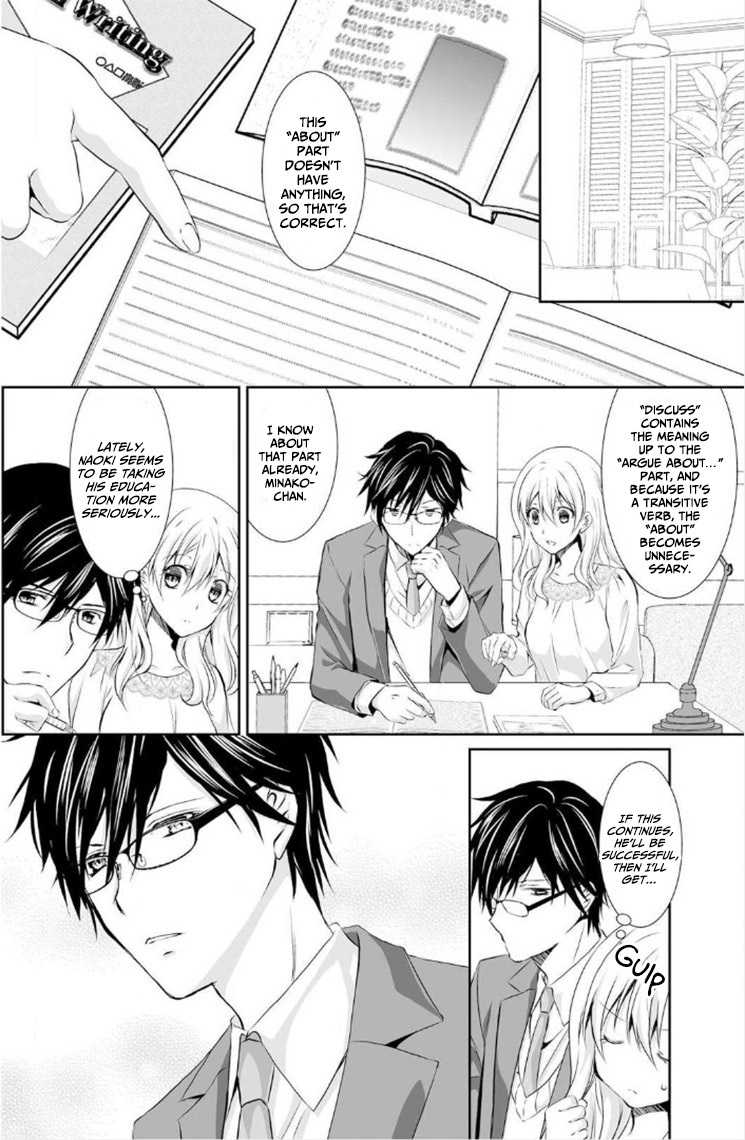 Writing
THIS
"ABOUT"
PART
DOESN'T
HAVE
ANYTHING,
SO THAT'S
CORRECT.
"DISCUSS"
CONTAINS
THE MEANING
UP TO THE
"ARGUE ABOUT..."
PART, AND
BECAUSE IT'S
A TRANSITIVE
VERB, THE
"ABOUT"
BECOMES
UNNECE-
SSARY.
I KNOW
ABOUT
THAT PART
ALREADY,
MINAKO-
CHAN.
LATELY,
NAOKI SEEMS
TO BE TAKING
HIS EDUCA-
TION MORE
SERIOUSLY...
IF THIS
CONTINUES,
HE'LL BE
SUCCESSFUL,
THEN I'LL
GET...
GULP